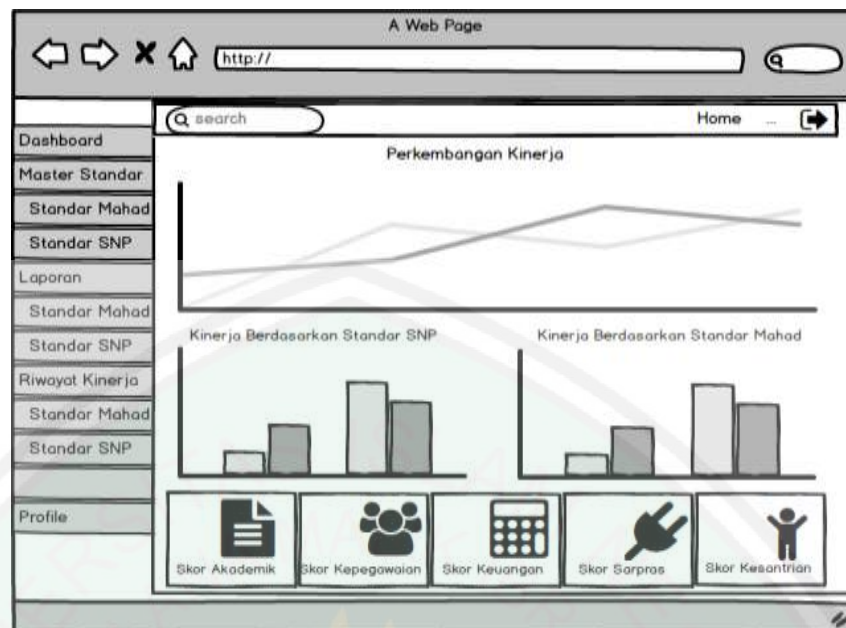 A Web Page
http://
search
Home ...
Dashboard
Master Standar
Standar Mahad
Standar SNP
Laporan
Standar Mahad
Standar SNP
Riwayat Kinerja
Standar Mahad
Standar SNP
Profile
Perkembangan Kinerja
Kinerja Berdasarkan Standar SNP
Kinerja Berdasarkan Standar Mahad
Skor Akademik
Skor Kepegawaian
Skor Keuangan
Skor Sarpras
Skor Kesantrian